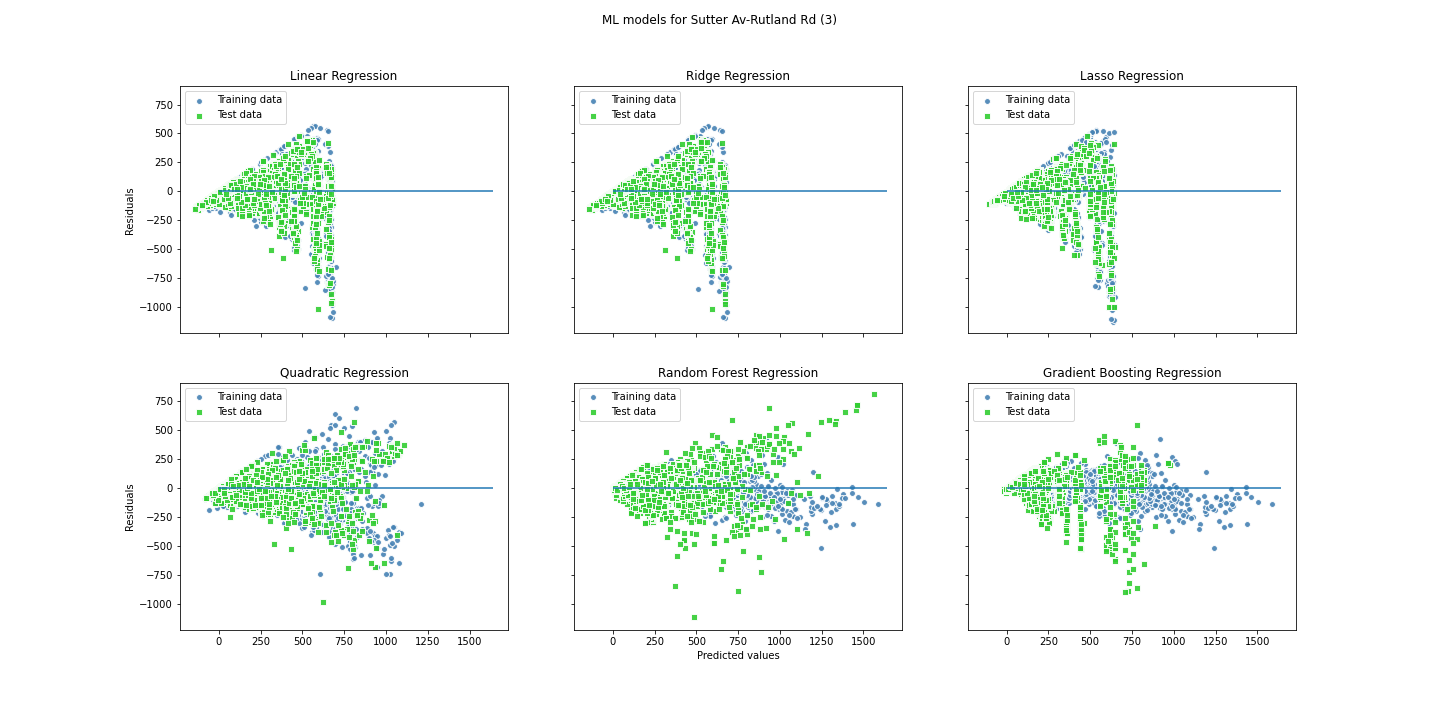 ML models for Sutter Av-Rutland Rd (3)
Linear Regression
Ridge Regression
Lasso Regression
Training data
Test data
Training data
Test data
Training data
Test data
750
500
250
0
−250
−500
−750
−1000
Residuals
Quadratic Regression
Random Forest Regression
Gradient Boosting Regression
Training data
Test data
Training data
Test data
Training data
Test data
750
500
250
0
−250
−500
−750
−1000
Residuals
0 250 500 750 1000 1250 1500
0 250 500 750 1000 1250 1500
0 250 500 750 1000 1250 1500
Predicted values